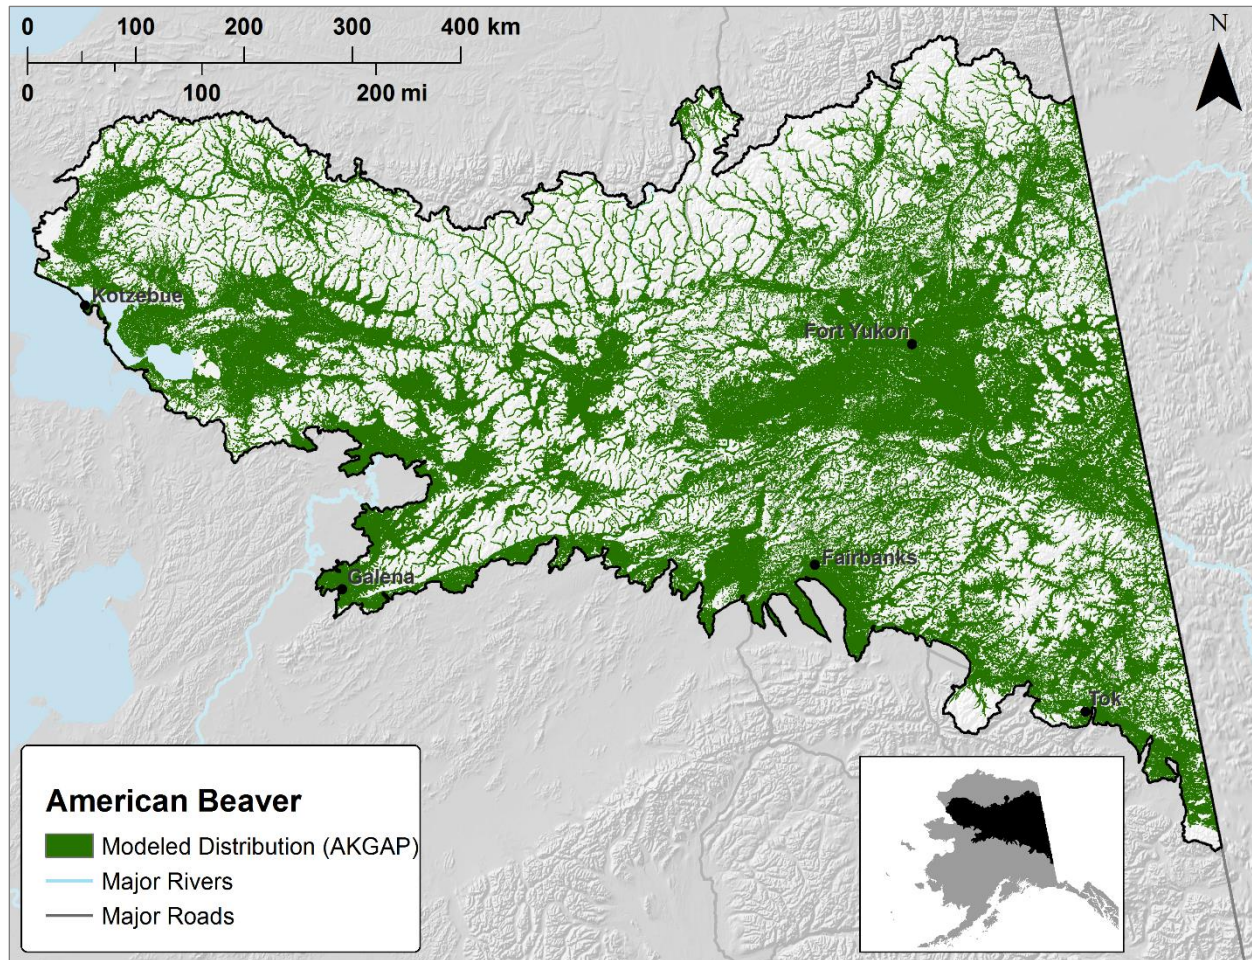 0 100 200 300 400 km
0 100 200 mi
N
Kotzebue
Fort Yukon
Fairbanks
Galena
Tok
American Beaver
Modeled Distribution (AKGAP)
Major Rivers
Major Roads